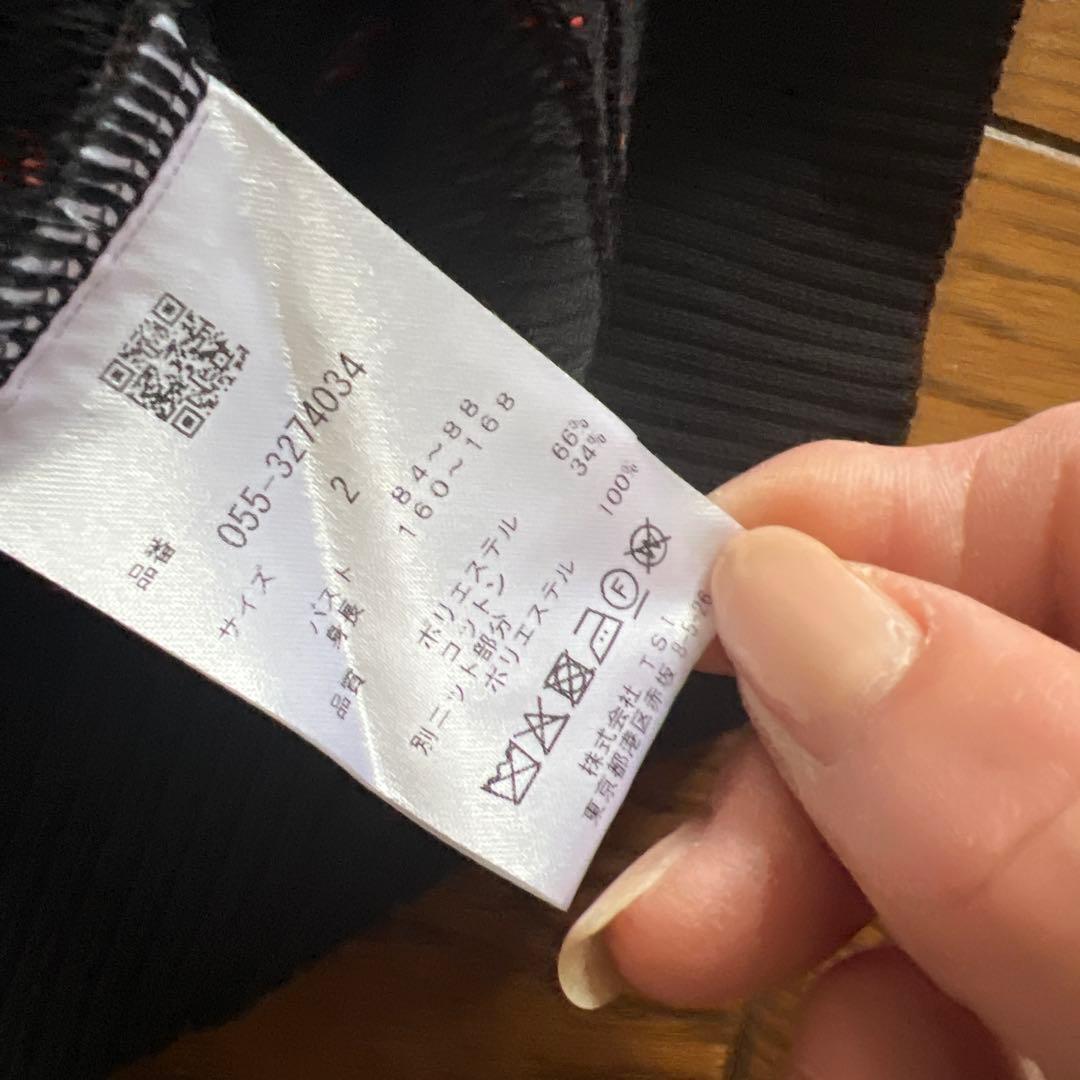 品番
055-3274034
サイズ 2
バスト 84~88
身長 160~168
品質 ポリエステル 66%
コットン 34%
別ニット部分
ポリエステル 100%
F
W
株式会社 TSI
東京都港区赤坂 8-5-26